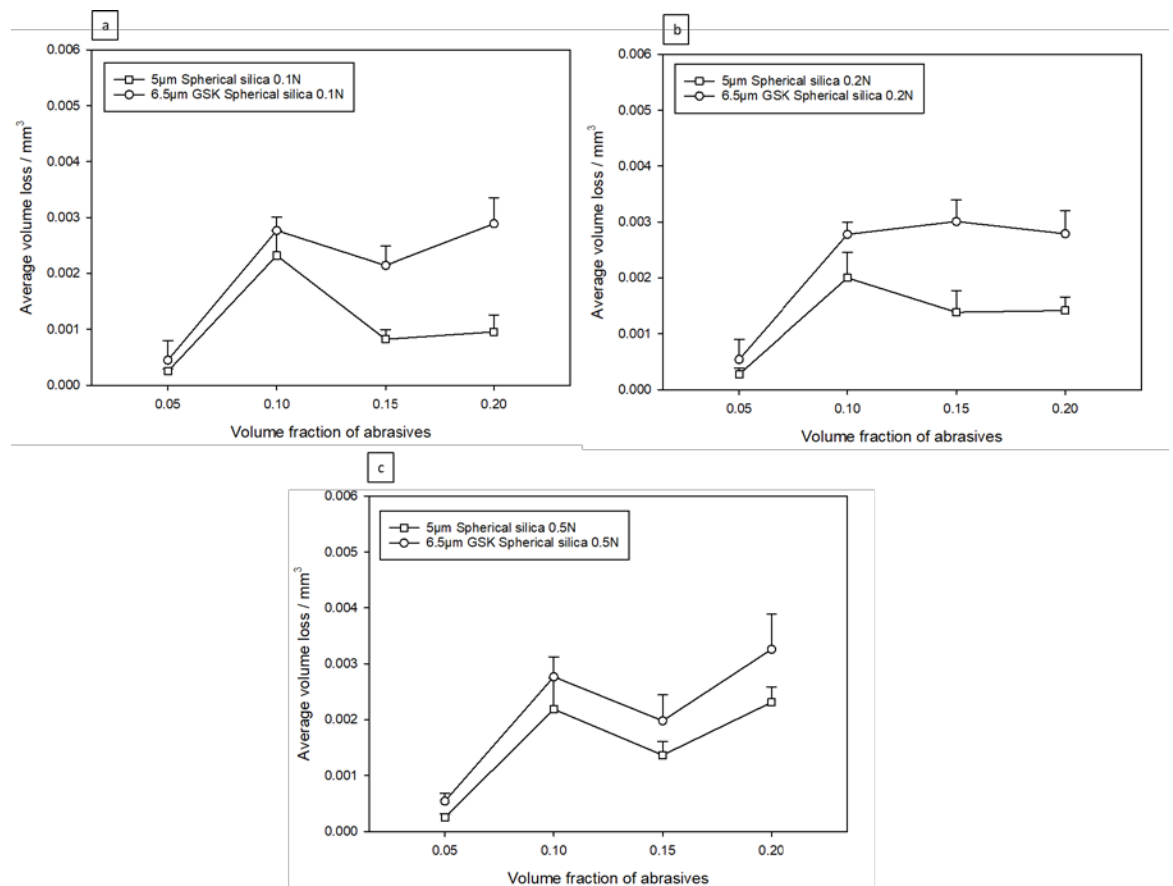 a
0.006
0.005
0.004
0.003
0.002
0.001
0.000
Average volume loss / mm³
5µm Spherical silica 0.1N
6.5µm GSK Spherical silica 0.1N
0.05 0.10 0.15 0.20
Volume fraction of abrasives
b
0.006
0.005
0.004
0.003
0.002
0.001
0.000
Average volume loss / mm³
5µm Spherical silica 0.2N
6.5µm GSK Spherical silica 0.2N
0.05 0.10 0.15 0.20
Volume fraction of abrasives
c
0.006
0.005
0.004
0.003
0.002
0.001
0.000
Average volume loss / mm³
5µm Spherical silica 0.5N
6.5µm GSK Spherical silica 0.5N
0.05 0.10 0.15 0.20
Volume fraction of abrasives